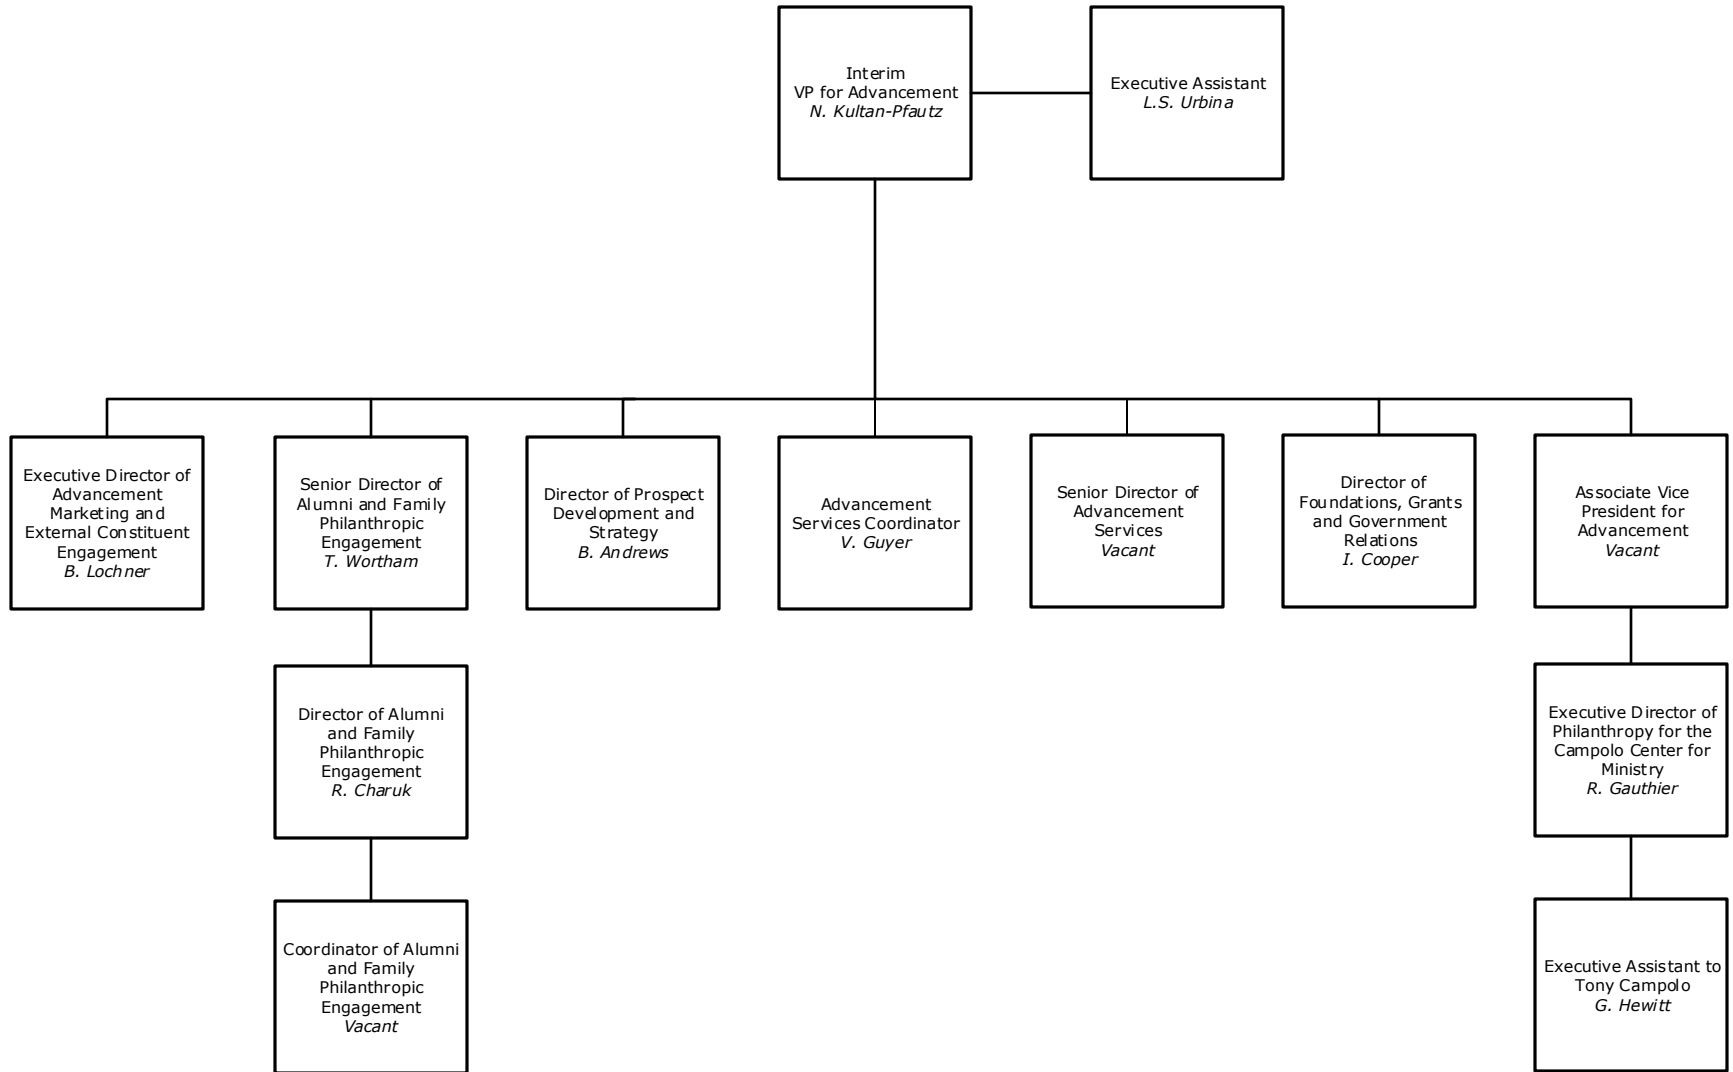 Interim
VP for Advancement
N. Kultan-Pfautz
Executive Assistant
L.S. Urbina
Executive Director of
Advancement
Marketing and
External Constituent
Engagement
B. Lochner
Senior Director of
Alumni and Family
Philanthropic
Engagement
T. Wortham
Director of Prospect
Development and
Strategy
B. Andrews
Advancement
Services Coordinator
V. Guyer
Senior Director of
Advancement
Services
Vacant
Director of
Foundations, Grants
and Government
Relations
I. Cooper
Associate Vice
President for
Advancement
Vacant
Director of Alumni
and Family
Philanthropic
Engagement
R. Charuk
Executive Director of
Philanthropy for the
Campolo Center for
Ministry
R. Gauthier
Coordinator of Alumni
and Family
Philanthropic
Engagement
Vacant
Executive Assistant to
Tony Campolo
G. Hewitt